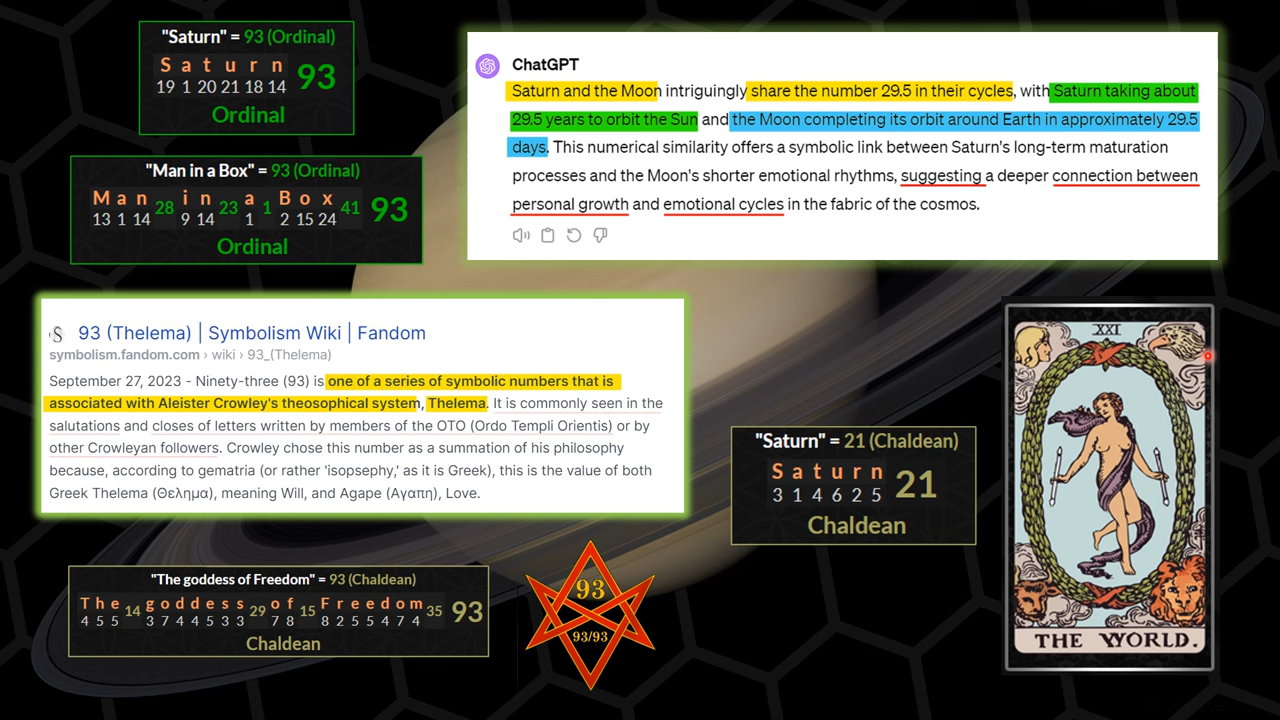 "Saturn" = 93 (Ordinal)
S a t u r n
19 1 20 21 18 14 93
Ordinal
"Man in a Box" = 93 (Ordinal)
M a n 28 i n 23 a 1 B o x 41 93
13 1 14 9 14 1 2 15 24
Ordinal
ChatGPT
Saturn and the Moon intriguingly share the number 29.5 in their cycles, with Saturn taking about
29.5 years to orbit the Sun and the Moon completing its orbit around Earth in approximately 29.5
days. This numerical similarity offers a symbolic link between Saturn's long-term maturation
processes and the Moon's shorter emotional rhythms, suggesting a deeper connection between
personal growth and emotional cycles in the fabric of the cosmos.
S 93 (Thelema) | Symbolism Wiki | Fandom
symbolism.fandom.com › wiki › 93_(Thelema)
September 27, 2023 - Ninety-three (93) is one of a series of symbolic numbers that is
associated with Aleister Crowley's theosophical system, Thelema. It is commonly seen in the
salutations and closes of letters written by members of the OTO (Ordo Templi Orientis) or by
other Crowleyan followers. Crowley chose this number as a summation of his philosophy
because, according to gematria (or rather 'isopsephy,' as it is Greek), this is the value of both
Greek Thelema (Θεληµα), meaning Will, and Agape (Αγαπη), Love.
"The goddess of Freedom" = 93 (Chaldean)
T h e 14 g o d d e s s 29 o f 15 F r e e d o m 35 93
4 5 5 3 7 4 4 5 3 3 7 8 8 2 5 5 4 7 4
Chaldean
93
93/93
"Saturn" = 21 (Chaldean)
S a t u r n
3 1 4 6 2 5 21
Chaldean
XXI
THE WORLD.